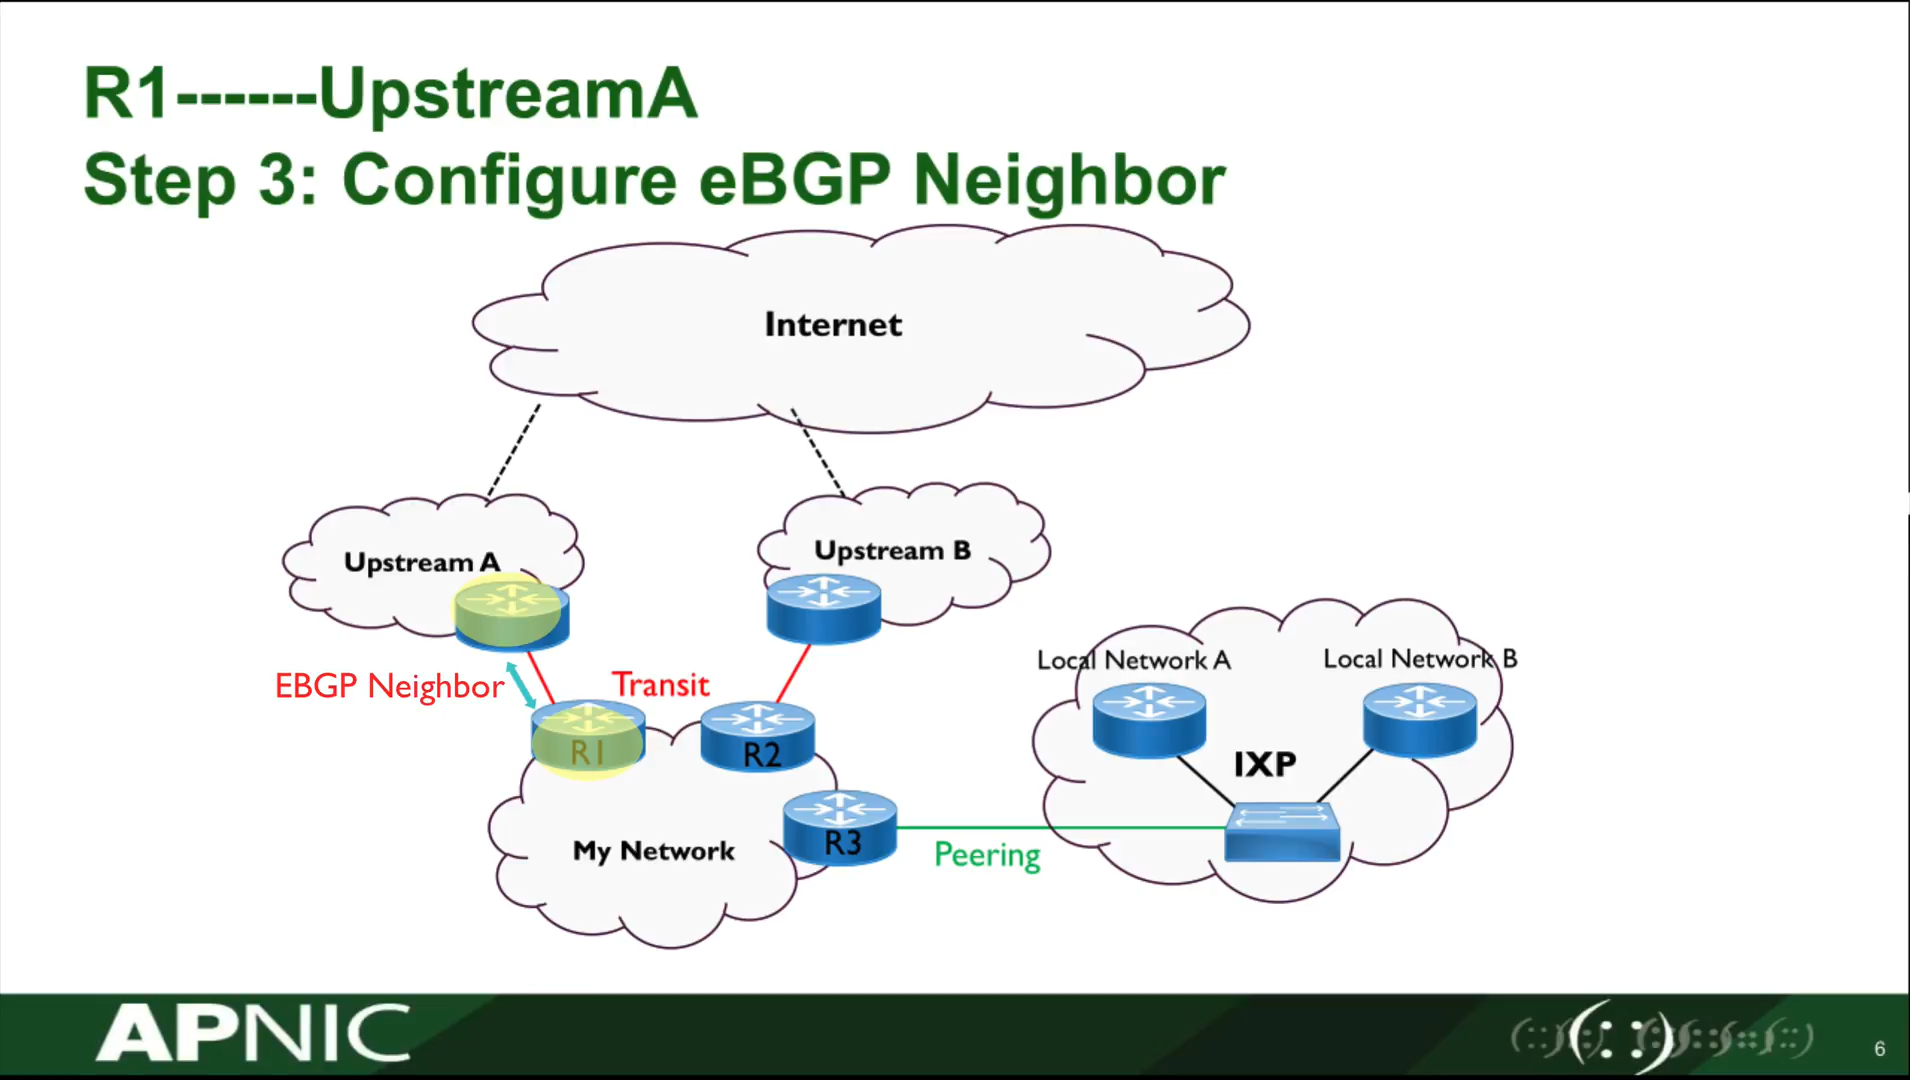 R1------UpstreamA
Step 3: Configure eBGP Neighbor
Internet
Upstream A
Upstream B
EBGP Neighbor
Transit
Local Network A
Local Network B
R1
R2
IXP
R3
My Network
Peering
APNIC
(::)(::)(::)(::)(::)
6